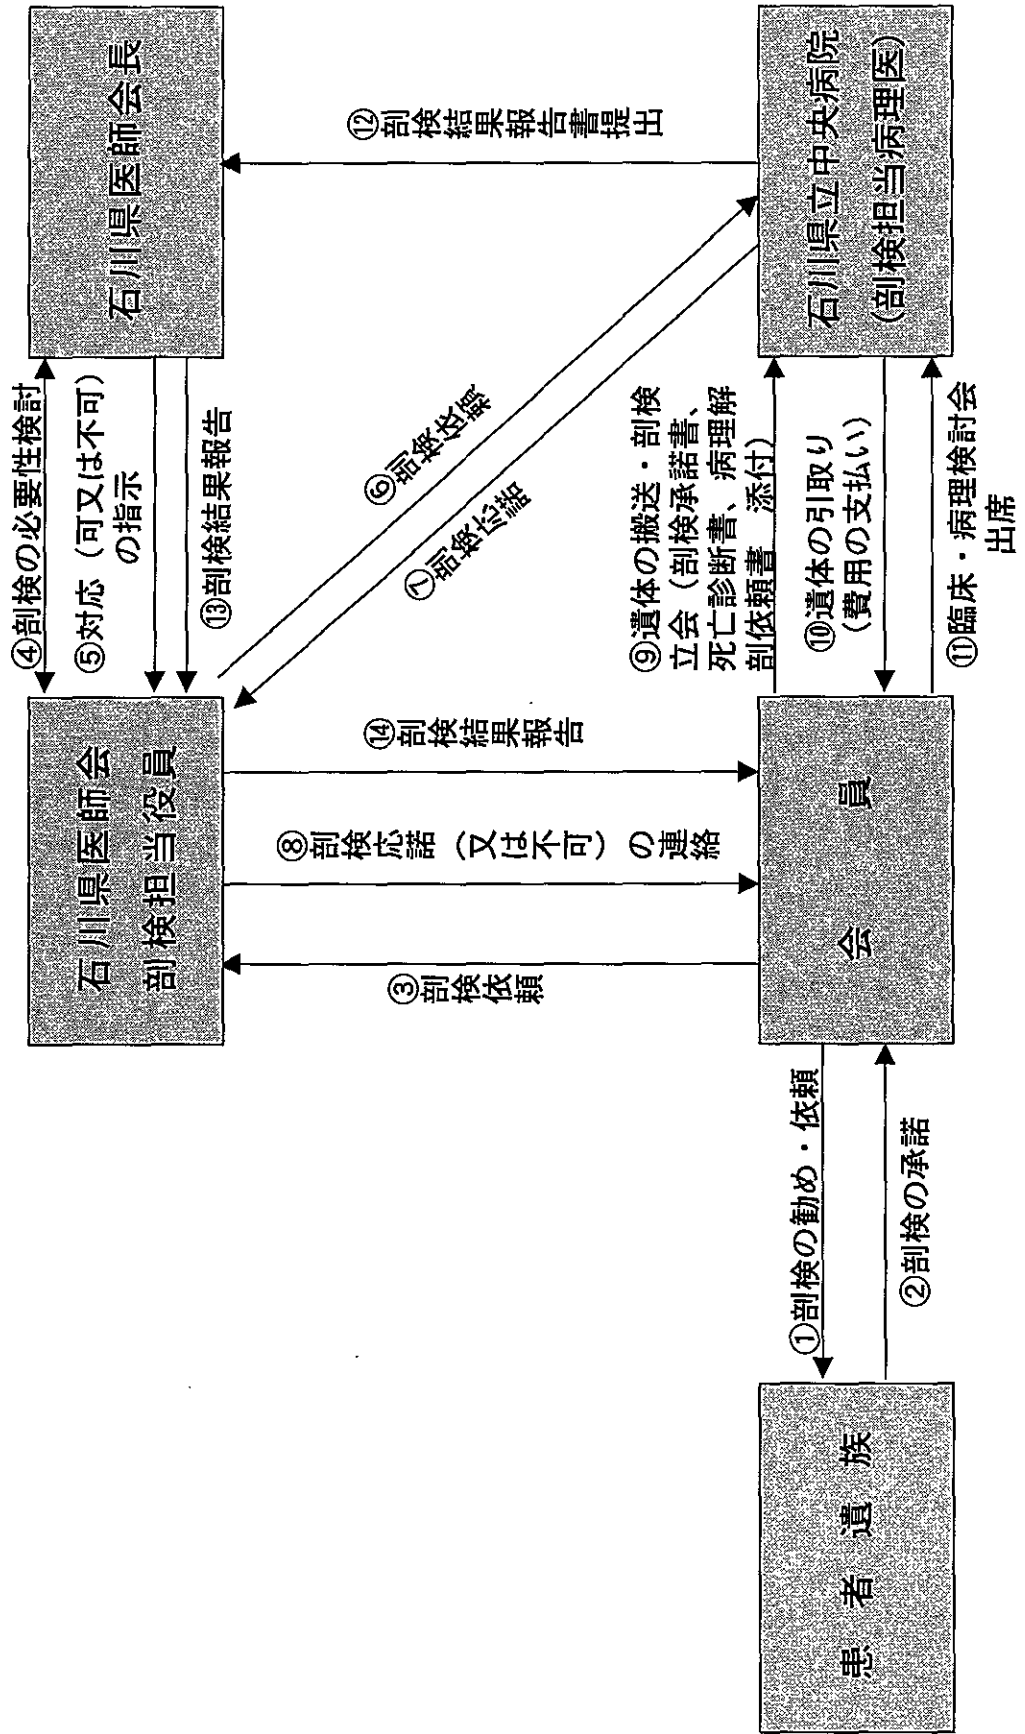 石川県医師会
剖検担当役員
④剖検の必要性検討
⑤対応（可又は不可）
の指示
⑬剖検結果報告
石川県医師会長
③剖検依頼
⑧剖検応諾（又は不可）の連絡
⑭剖検結果報告
⑥剖検依頼
⑦剖検応諾
⑫剖検結果報告書提出
患者遺族
①剖検の勧め・依頼
②剖検の承諾
会員
⑨遺体の搬送・剖検
立会（剖検承諾書、
死亡診断書、病理解
剖依頼書 添付）
⑩遺体の引取り
（費用の支払い）
⑪臨床・病理検討会
出席
石川県立中央病院
(剖検担当病理医)